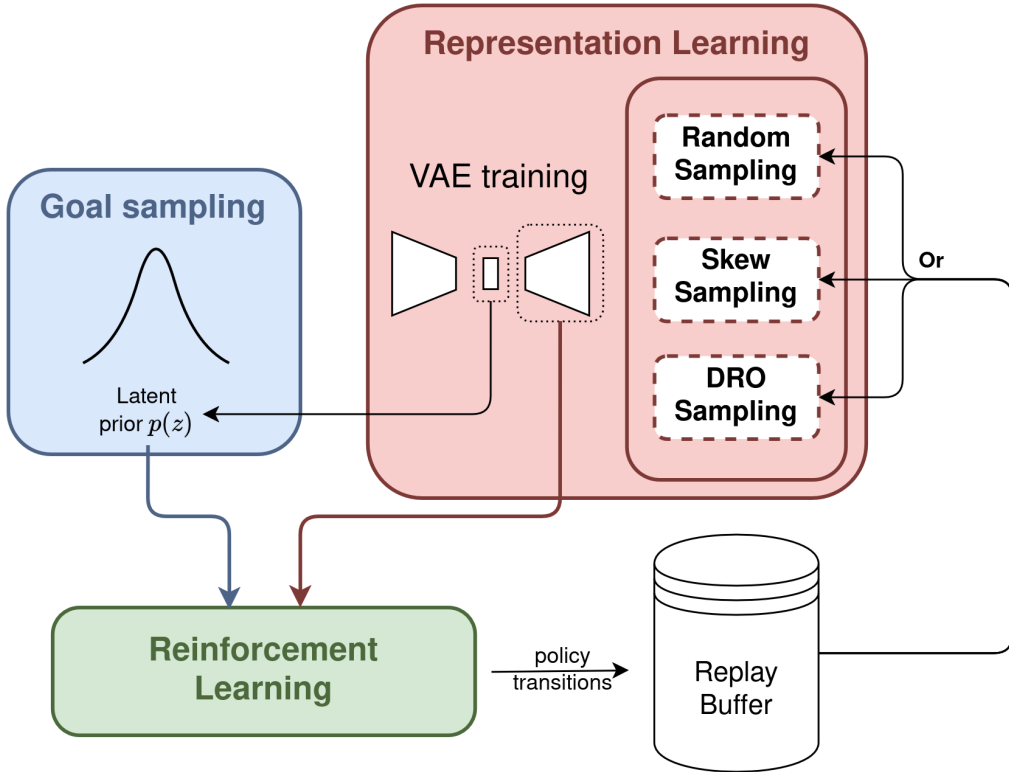 Representation Learning
Random
Sampling
VAE training
Goal sampling
Skew
Sampling
Or
DRO
Sampling
Latent
prior p(z)
Reinforcement
Learning
policy
transitions
Replay
Buffer